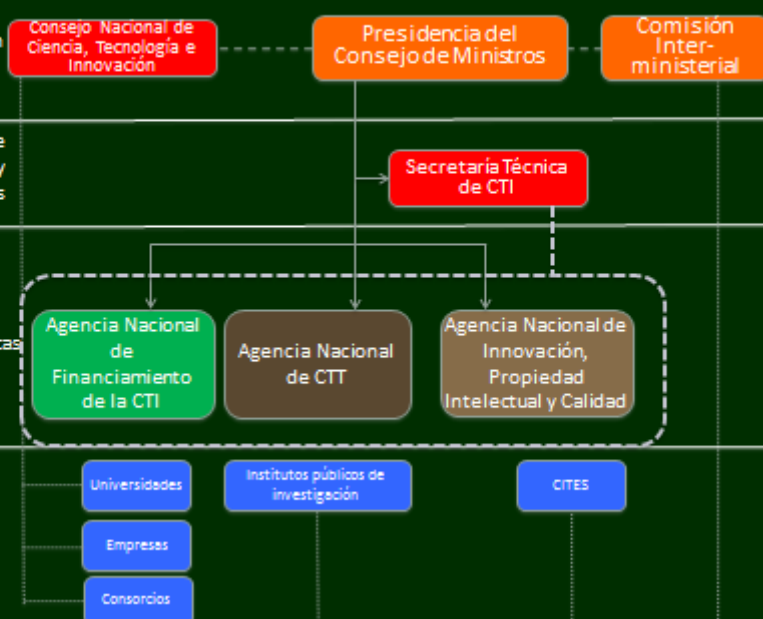 Consejo Nacional de
Ciencia, Tecnología e
Innovación
Presidencia del
Consejo de Ministros
Comisión
Inter-
ministerial
y
Secretaría Técnica
de CTI
Agencia Nacional
de
Financiamiento
de la CTI
Agencia Nacional
de CTT
Agencia Nacional de
Innovación,
Propiedad
Intelectual y Calidad
Universidades
Institutos públicos de
investigación
CITES
Empresas
Consorcios